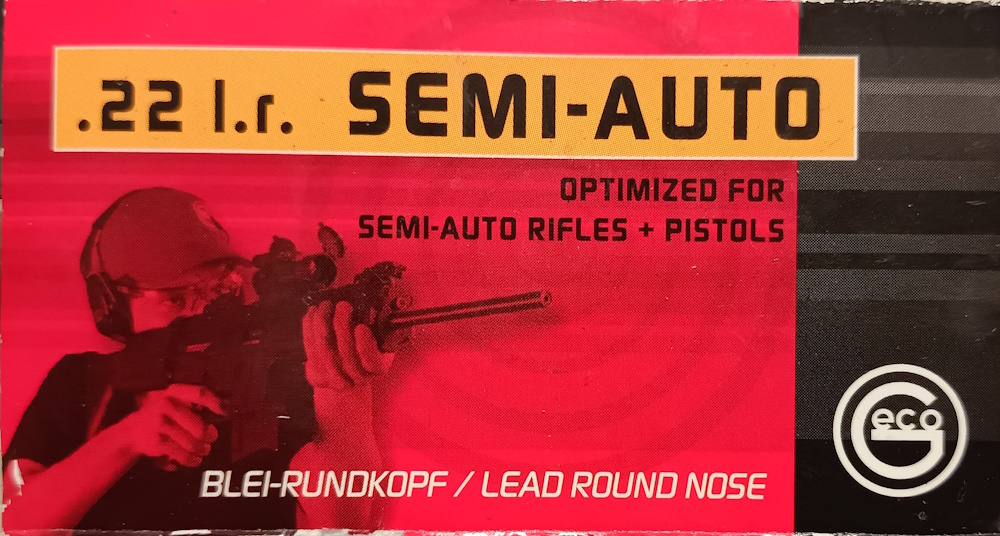 .22 l.r. SEMI-AUTO
OPTIMIZED FOR
SEMI-AUTO RIFLES + PISTOLS
BLEI-RUNDKOPF / LEAD ROUND NOSE
Geco